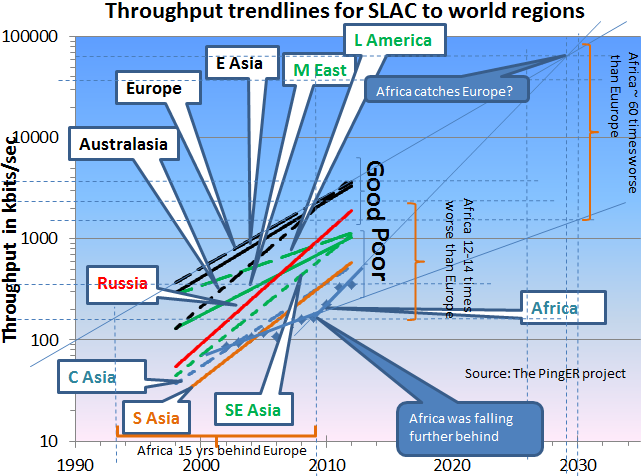 Throughput trendlines for SLAC to world regions
100000
10000
1000
100
10
Throughput in kbits/sec
1990
2000
2010
2020
2030
L America
E Asia
M East
Europe
Australasia
Russia
C Asia
S Asia
SE Asia
Africa
Good
Poor
Africa catches Europe?
Africa~ 60 timesworse
than Euurope
Africa 12-14 times
worse than Europe
Source: The PingER project
Africa was falling
further behind
Africa 15 yrs behind Europe